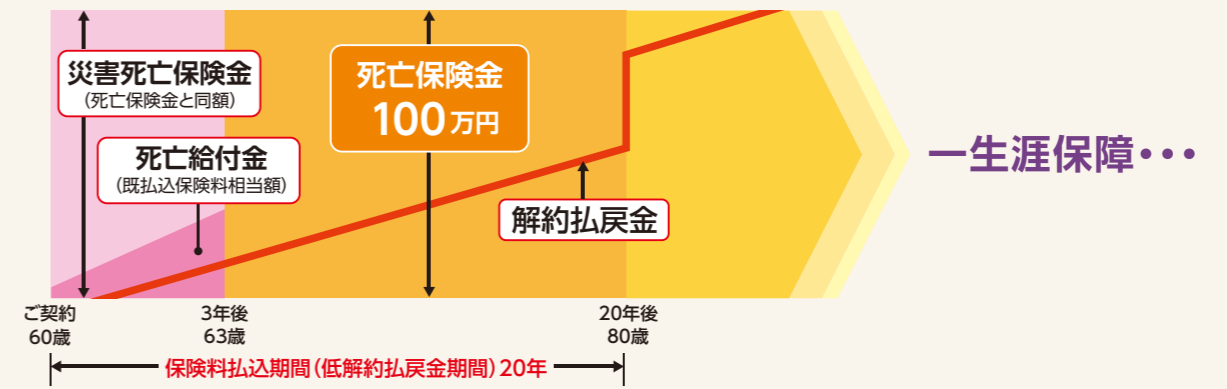 災害死亡保険金
(死亡保険金と同額)
死亡給付金
(既払込保険料相当額)
死亡保険金
100万円
解約払戻金
一生涯保障・・・
ご契約
60歳
3年後
63歳
20年後
80歳
保険料払込期間(低解約払戻金期間)20年